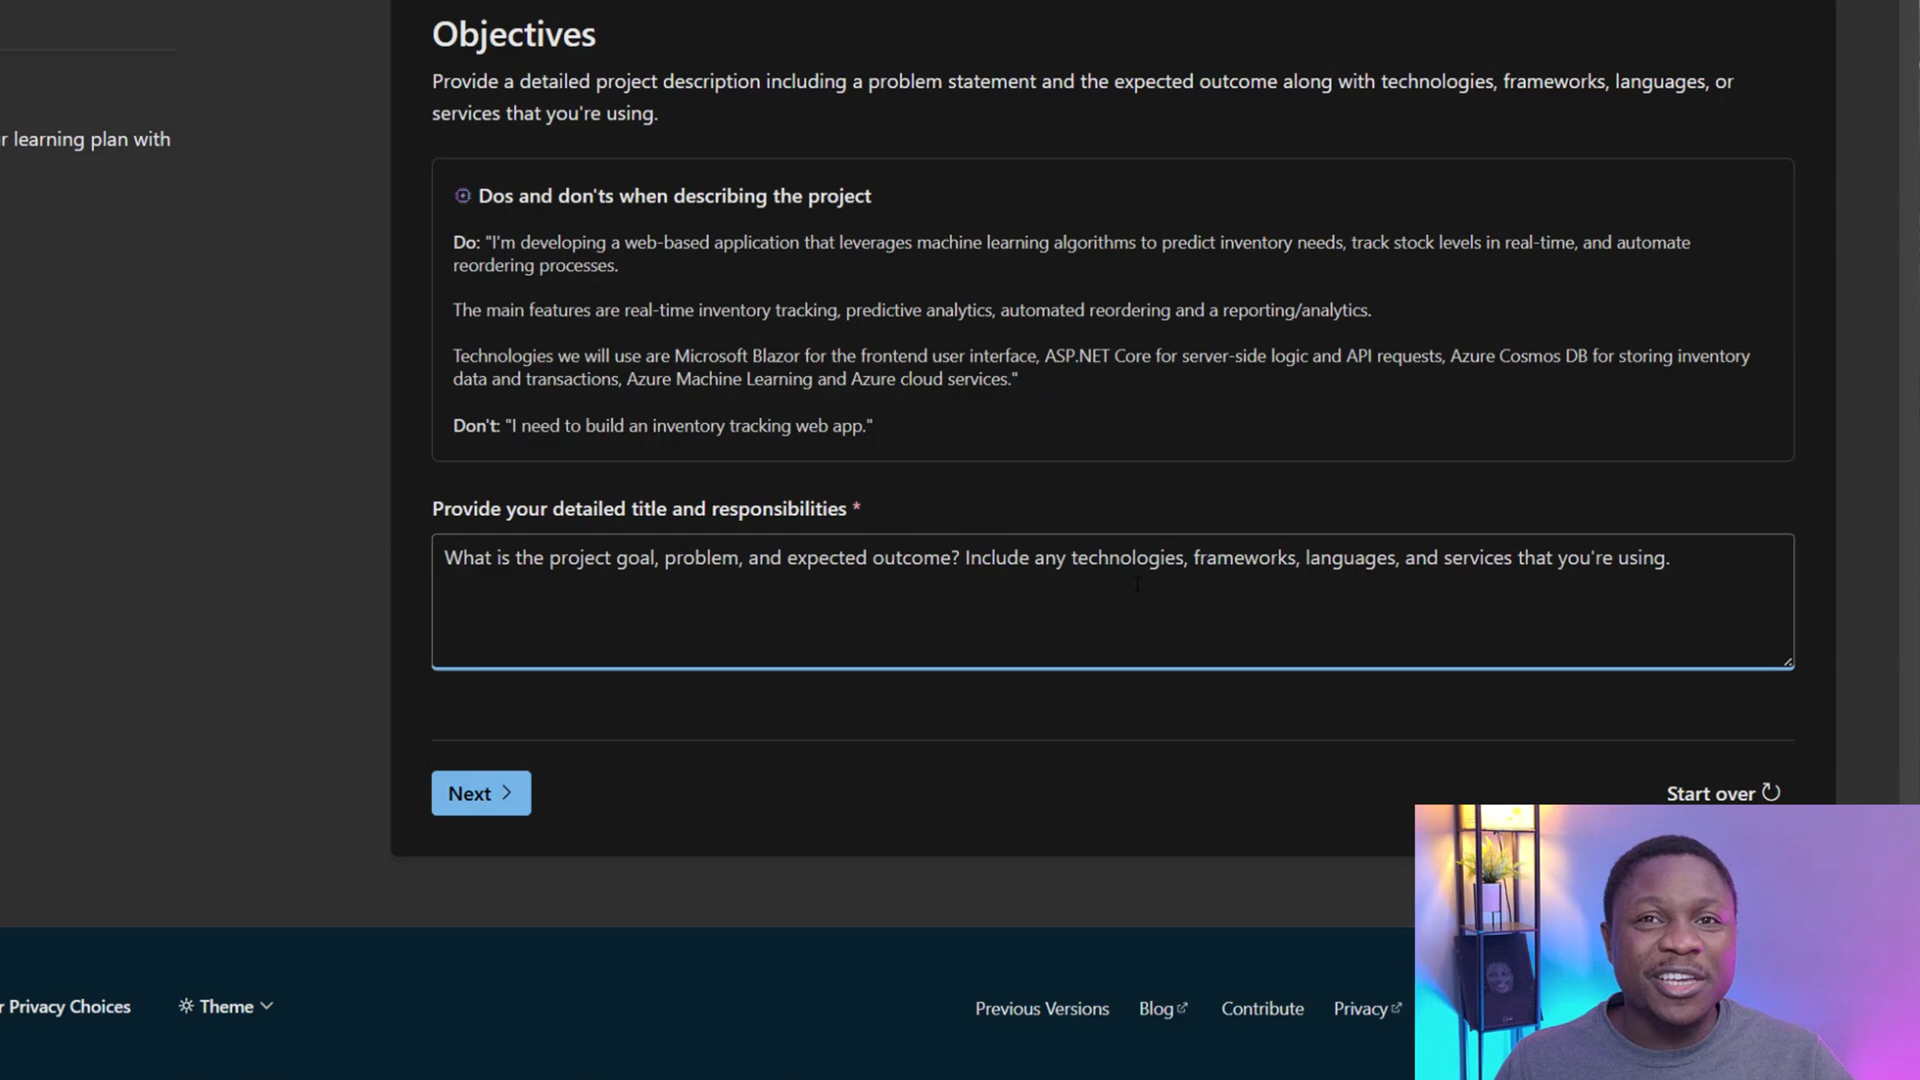 Objectives
Provide a detailed project description including a problem statement and the expected outcome along with technologies, frameworks, languages, or
services that you're using.
r learning plan with
Dos and don'ts when describing the project
Do: "I'm developing a web-based application that leverages machine learning algorithms to predict inventory needs, track stock levels in real-time, and automate
reordering processes.
The main features are real-time inventory tracking, predictive analytics, automated reordering and a reporting/analytics.
Technologies we will use are Microsoft Blazor for the frontend user interface, ASP.NET Core for server-side logic and API requests, Azure Cosmos DB for storing inventory
data and transactions, Azure Machine Learning and Azure cloud services."
Don't: "I need to build an inventory tracking web app."
Provide your detailed title and responsibilities *
What is the project goal, problem, and expected outcome? Include any technologies, frameworks, languages, and services that you're using.
Next
Start over
r Privacy Choices
Theme
Previous Versions
Blog
Contribute
Privacy